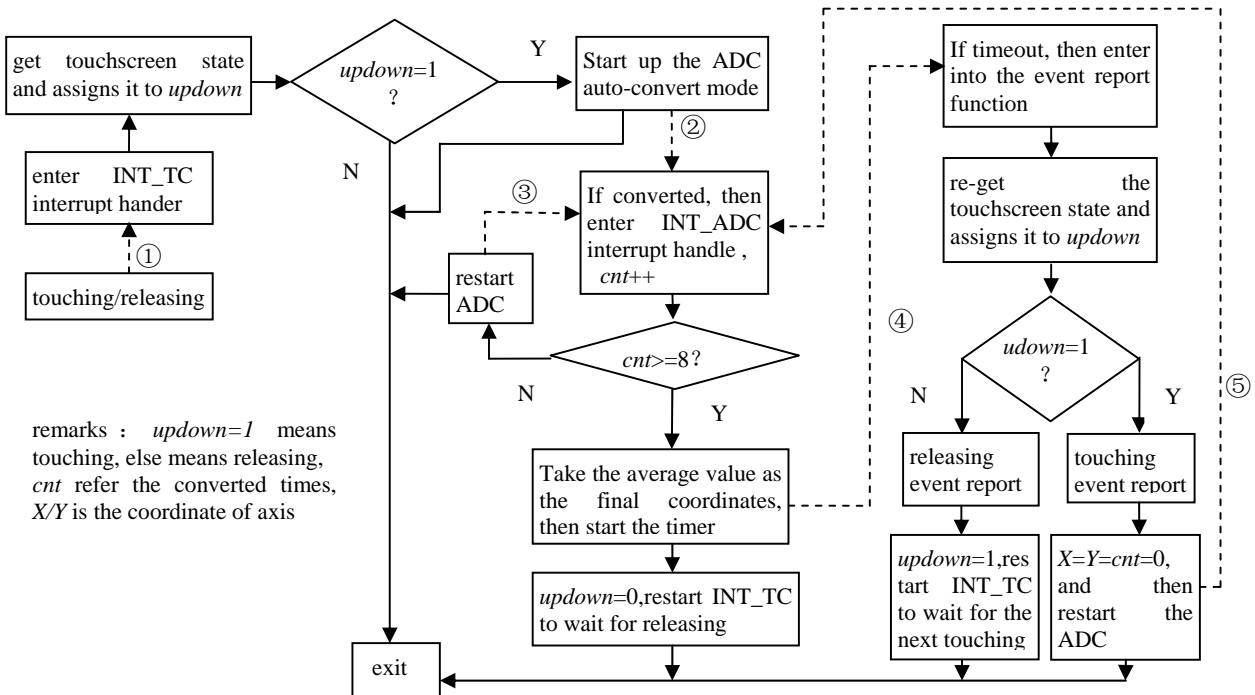 get touchscreen state
and assigns it to updown
enter INT_TC
interrupt hander
①
touching/releasing
updown=1
?
Y
N
Start up the ADC
auto-convert mode
②
If converted, then
enter INT_ADC
interrupt handle ,
cnt++
③
restart
ADC
cnt>=8?
N
Y
Take the average value as
the final coordinates,
then start the timer
updown=0,restart INT_TC
to wait for releasing
exit
④
If timeout, then enter
into the event report
function
re-get the
touchscreen state and
assigns it to updown
udown=1
?
N
Y
⑤
releasing
event report
touching
event report
updown=1,res
tart INT_TC
to wait for the
next touching
X=Y=cnt=0,
and then
restart the
ADC
remarks : updown=1 means
touching, else means releasing,
cnt refer the converted times,
X/Y is the coordinate of axis